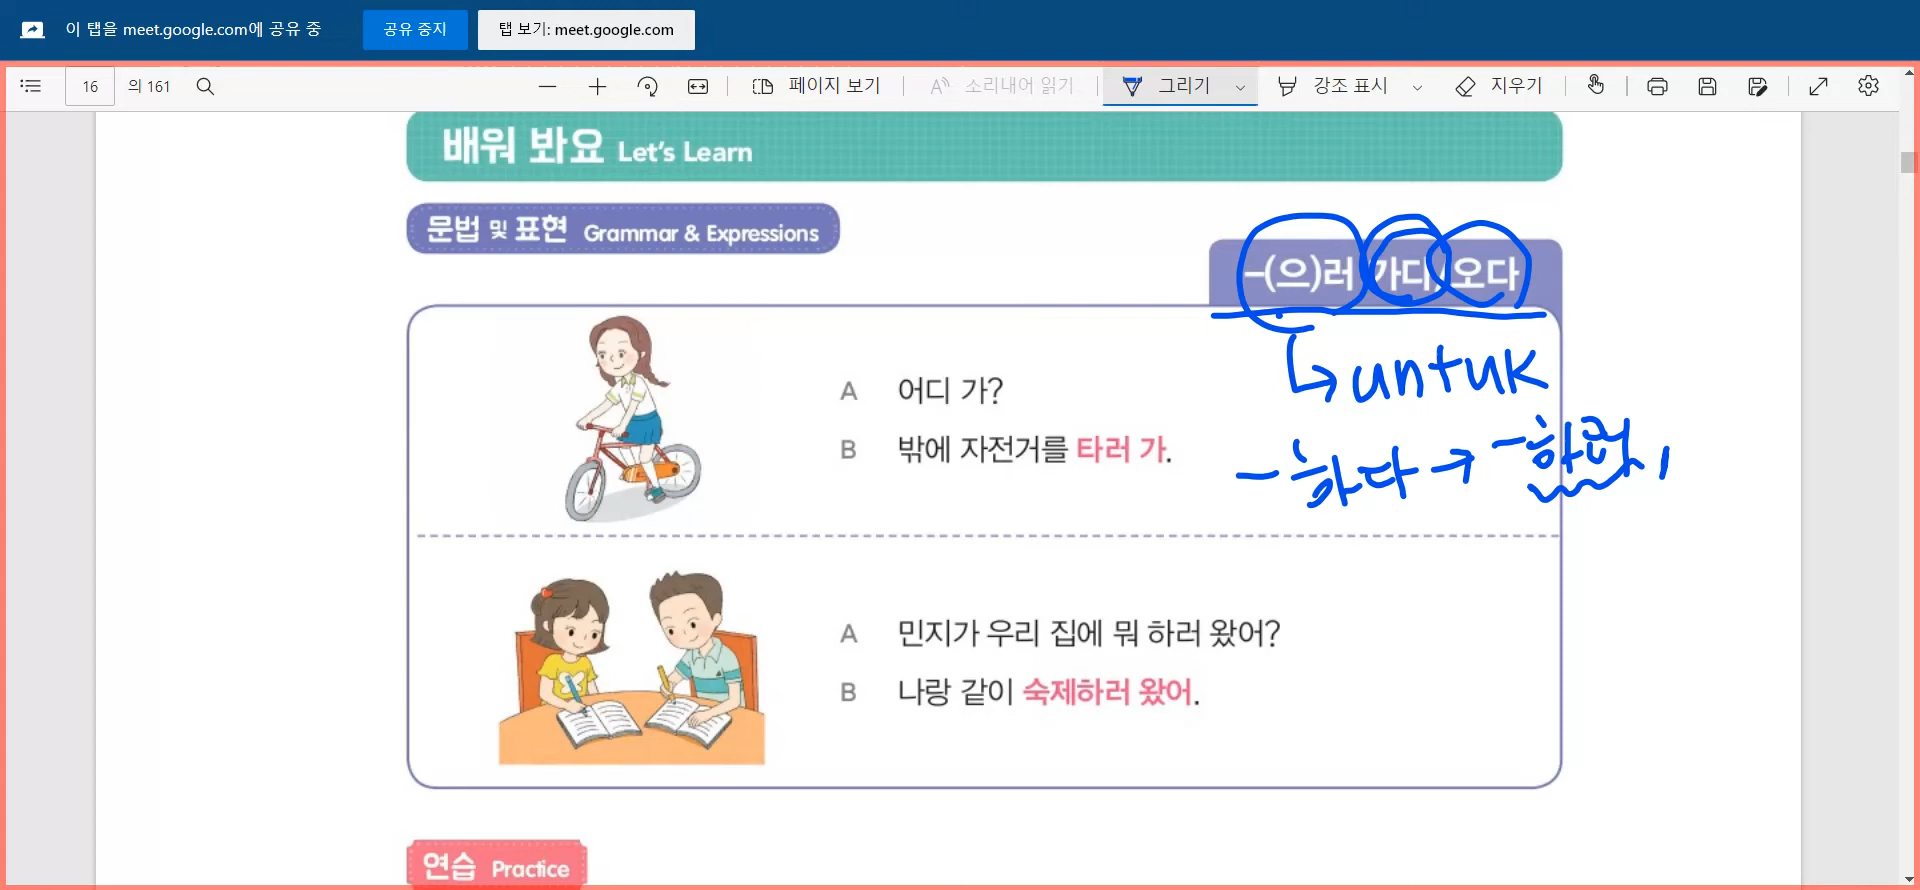 이 탭을 meet.google.com에 공유 중 공유 중지 탭 보기: meet.google.com
16 의 161 페이지 보기 소리내어 읽기 그리기 강조 표시 지우기
배워 봐요 Let's Learn
문법 및 표현 Grammar & Expressions
-(으)러 가다/오다
→ untuk
A 어디 가?
B 밖에 자전거를 타러 가.
-하다 → -하러
A 민지가 우리 집에 뭐 하러 왔어?
B 나랑 같이 숙제하러 왔어.
연습 Practice